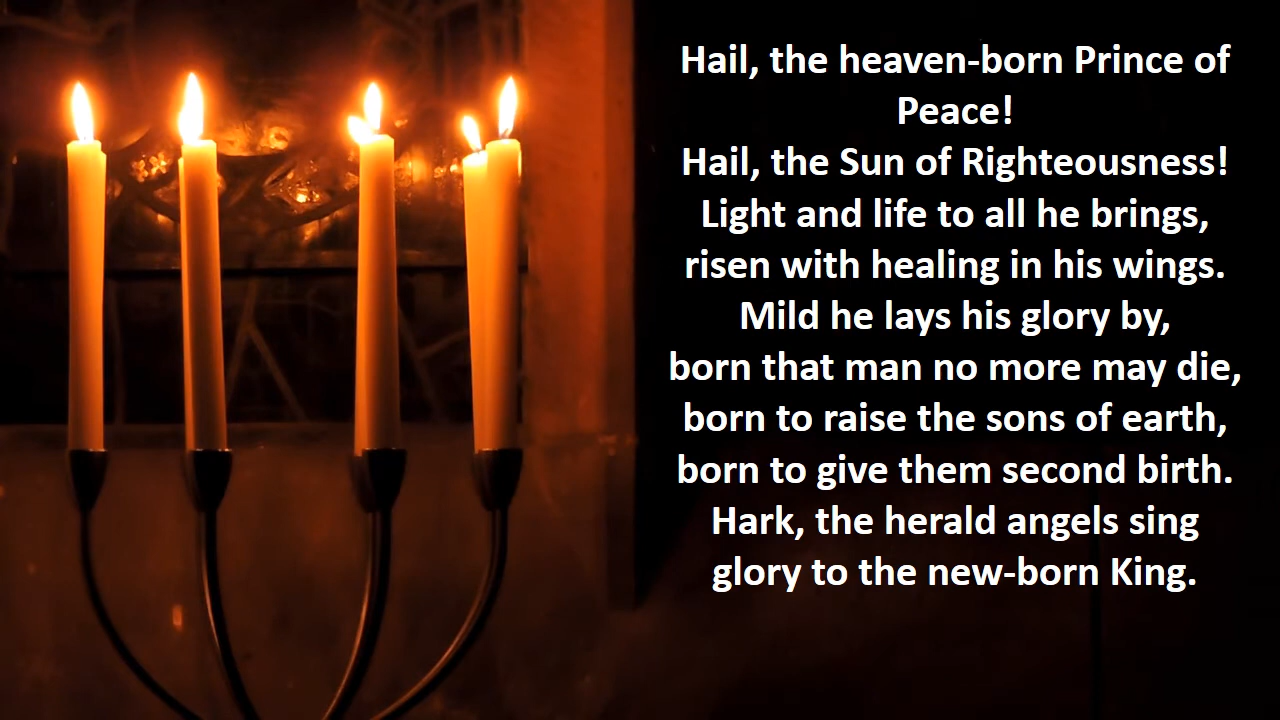 Hail, the heaven-born Prince of
Peace!
Hail, the Sun of Righteousness!
Light and life to all he brings,
risen with healing in his wings.
Mild he lays his glory by,
born that man no more may die,
born to raise the sons of earth,
born to give them second birth.
Hark, the herald angels sing
glory to the new-born King.